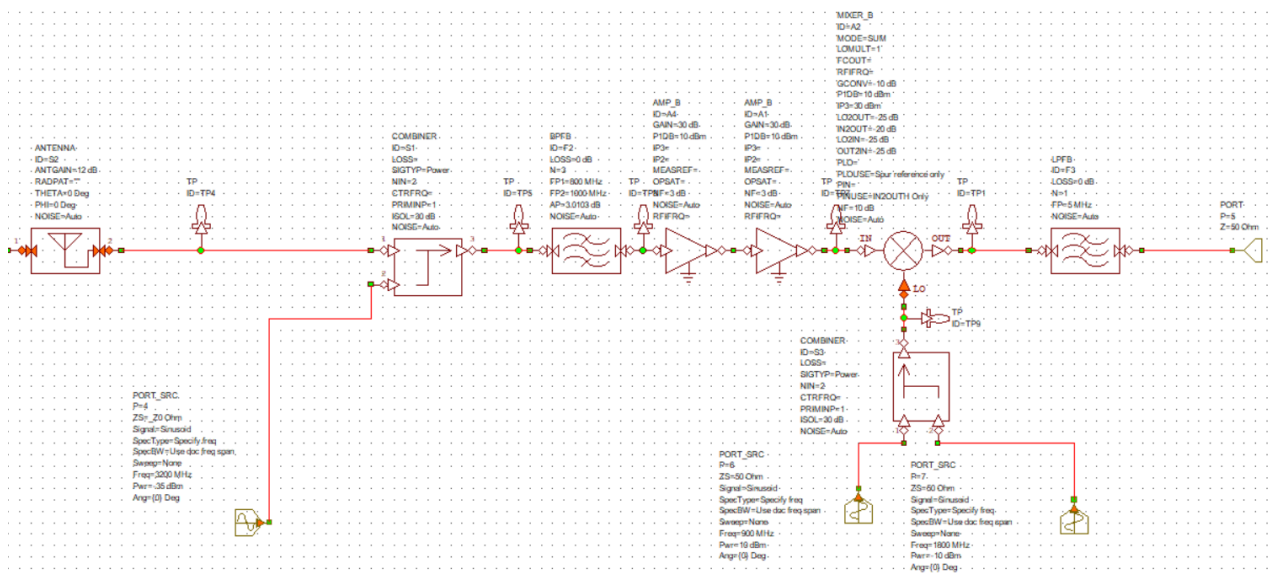 MIXER_B
ID=A2
MODE=SUM
LOMULT=1
FCOUT=
RFIFRQ=
GCONV=-10 dB
P1DB=10 dBm
IP3=30 dBm
LO2OUT=-25 dB
IN2OUT=-20 dB
LO2IN=-25 dB
OUT2IN=-25 dB
PLO=
PLOUSE=Spur reference only
PIN=
PINUSE=IN2OUTH Only
NF=10 dB
NOISE=Auto
AMP_B
ID=A4
GAIN=30 dB
P1DB=10 dBm
IP3=
IP2=
MEASREF=
OPSAT=
NF=3 dB
NOISE=Auto
RFIFRQ=
AMP_B
ID=A1
GAIN=30 dB
P1DB=10 dBm
IP3=
IP2=
MEASREF=
OPSAT=
NF=3 dB
NOISE=Auto
RFIFRQ=
COMBINER
ID=S1
LOSS=
SIGTYP=Power
NIN=2
CTRFRQ=
PRIMINP=1
ISOL=30 dB
NOISE=Auto
BPFB
ID=F2
LOSS=0 dB
N=3
FP1=800 MHz
FP2=1000 MHz
AP=3.0103 dB
NOISE=Auto
ANTENNA
ID=S2
ANTGAIN=12 dB
RADPAT=""
THETA=0 Deg
PHI=0 Deg
NOISE=Auto
LPFB
ID=F3
LOSS=0 dB
N=1
FP=5 MHz
NOISE=Auto
TP
ID=TP4
TP
ID=TP5
TP
TP
TP
ID=TP1
PORT
P=5
Z=50 Ohm
1
2
1
2
3
IN
OUT
LO
TP
ID=TP9
COMBINER
ID=S3
LOSS=
SIGTYP=Power
NIN=2
CTRFRQ=
PRIMINP=1
ISOL=30 dB
NOISE=Auto
3
1
2
PORT_SRC
P=4
ZS=_Z0 Ohm
Signal=Sinusoid
SpecType=Specify freq
SpecBW=Use doc freq span
Sweep=None
Freq=3200 MHz
Pwr=-35 dBm
Ang={0} Deg
PORT_SRC
P=6
ZS=50 Ohm
Signal=Sinusoid
SpecType=Specify freq
SpecBW=Use doc freq span
Sweep=None
Freq=900 MHz
Pwr=10 dBm
Ang={0} Deg
PORT_SRC
P=7
ZS=50 Ohm
Signal=Sinusoid
SpecType=Specify freq
SpecBW=Use doc freq span
Sweep=None
Freq=1800 MHz
Pwr=-10 dBm
Ang={0} Deg